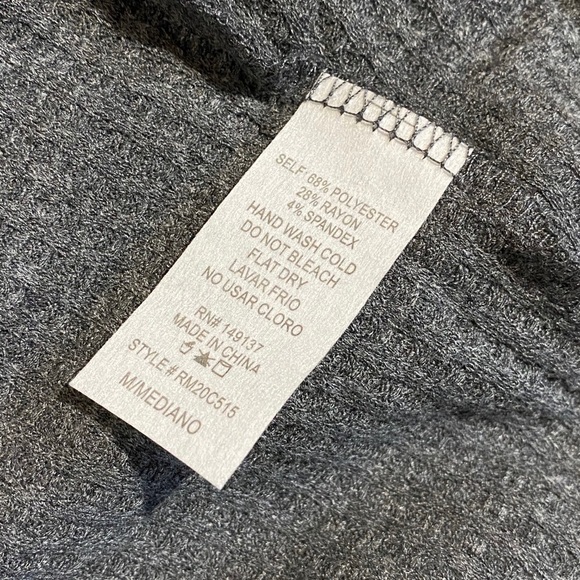 SELF: 68% POLYESTER
28% RAYON
4% SPANDEX
HAND WASH COLD
DO NOT BLEACH
FLAT DRY
LAVAR FRIO
NO USAR CLORO
RN# 149137
MADE IN CHINA
STYLE # RM20C515
M/MEDIANO